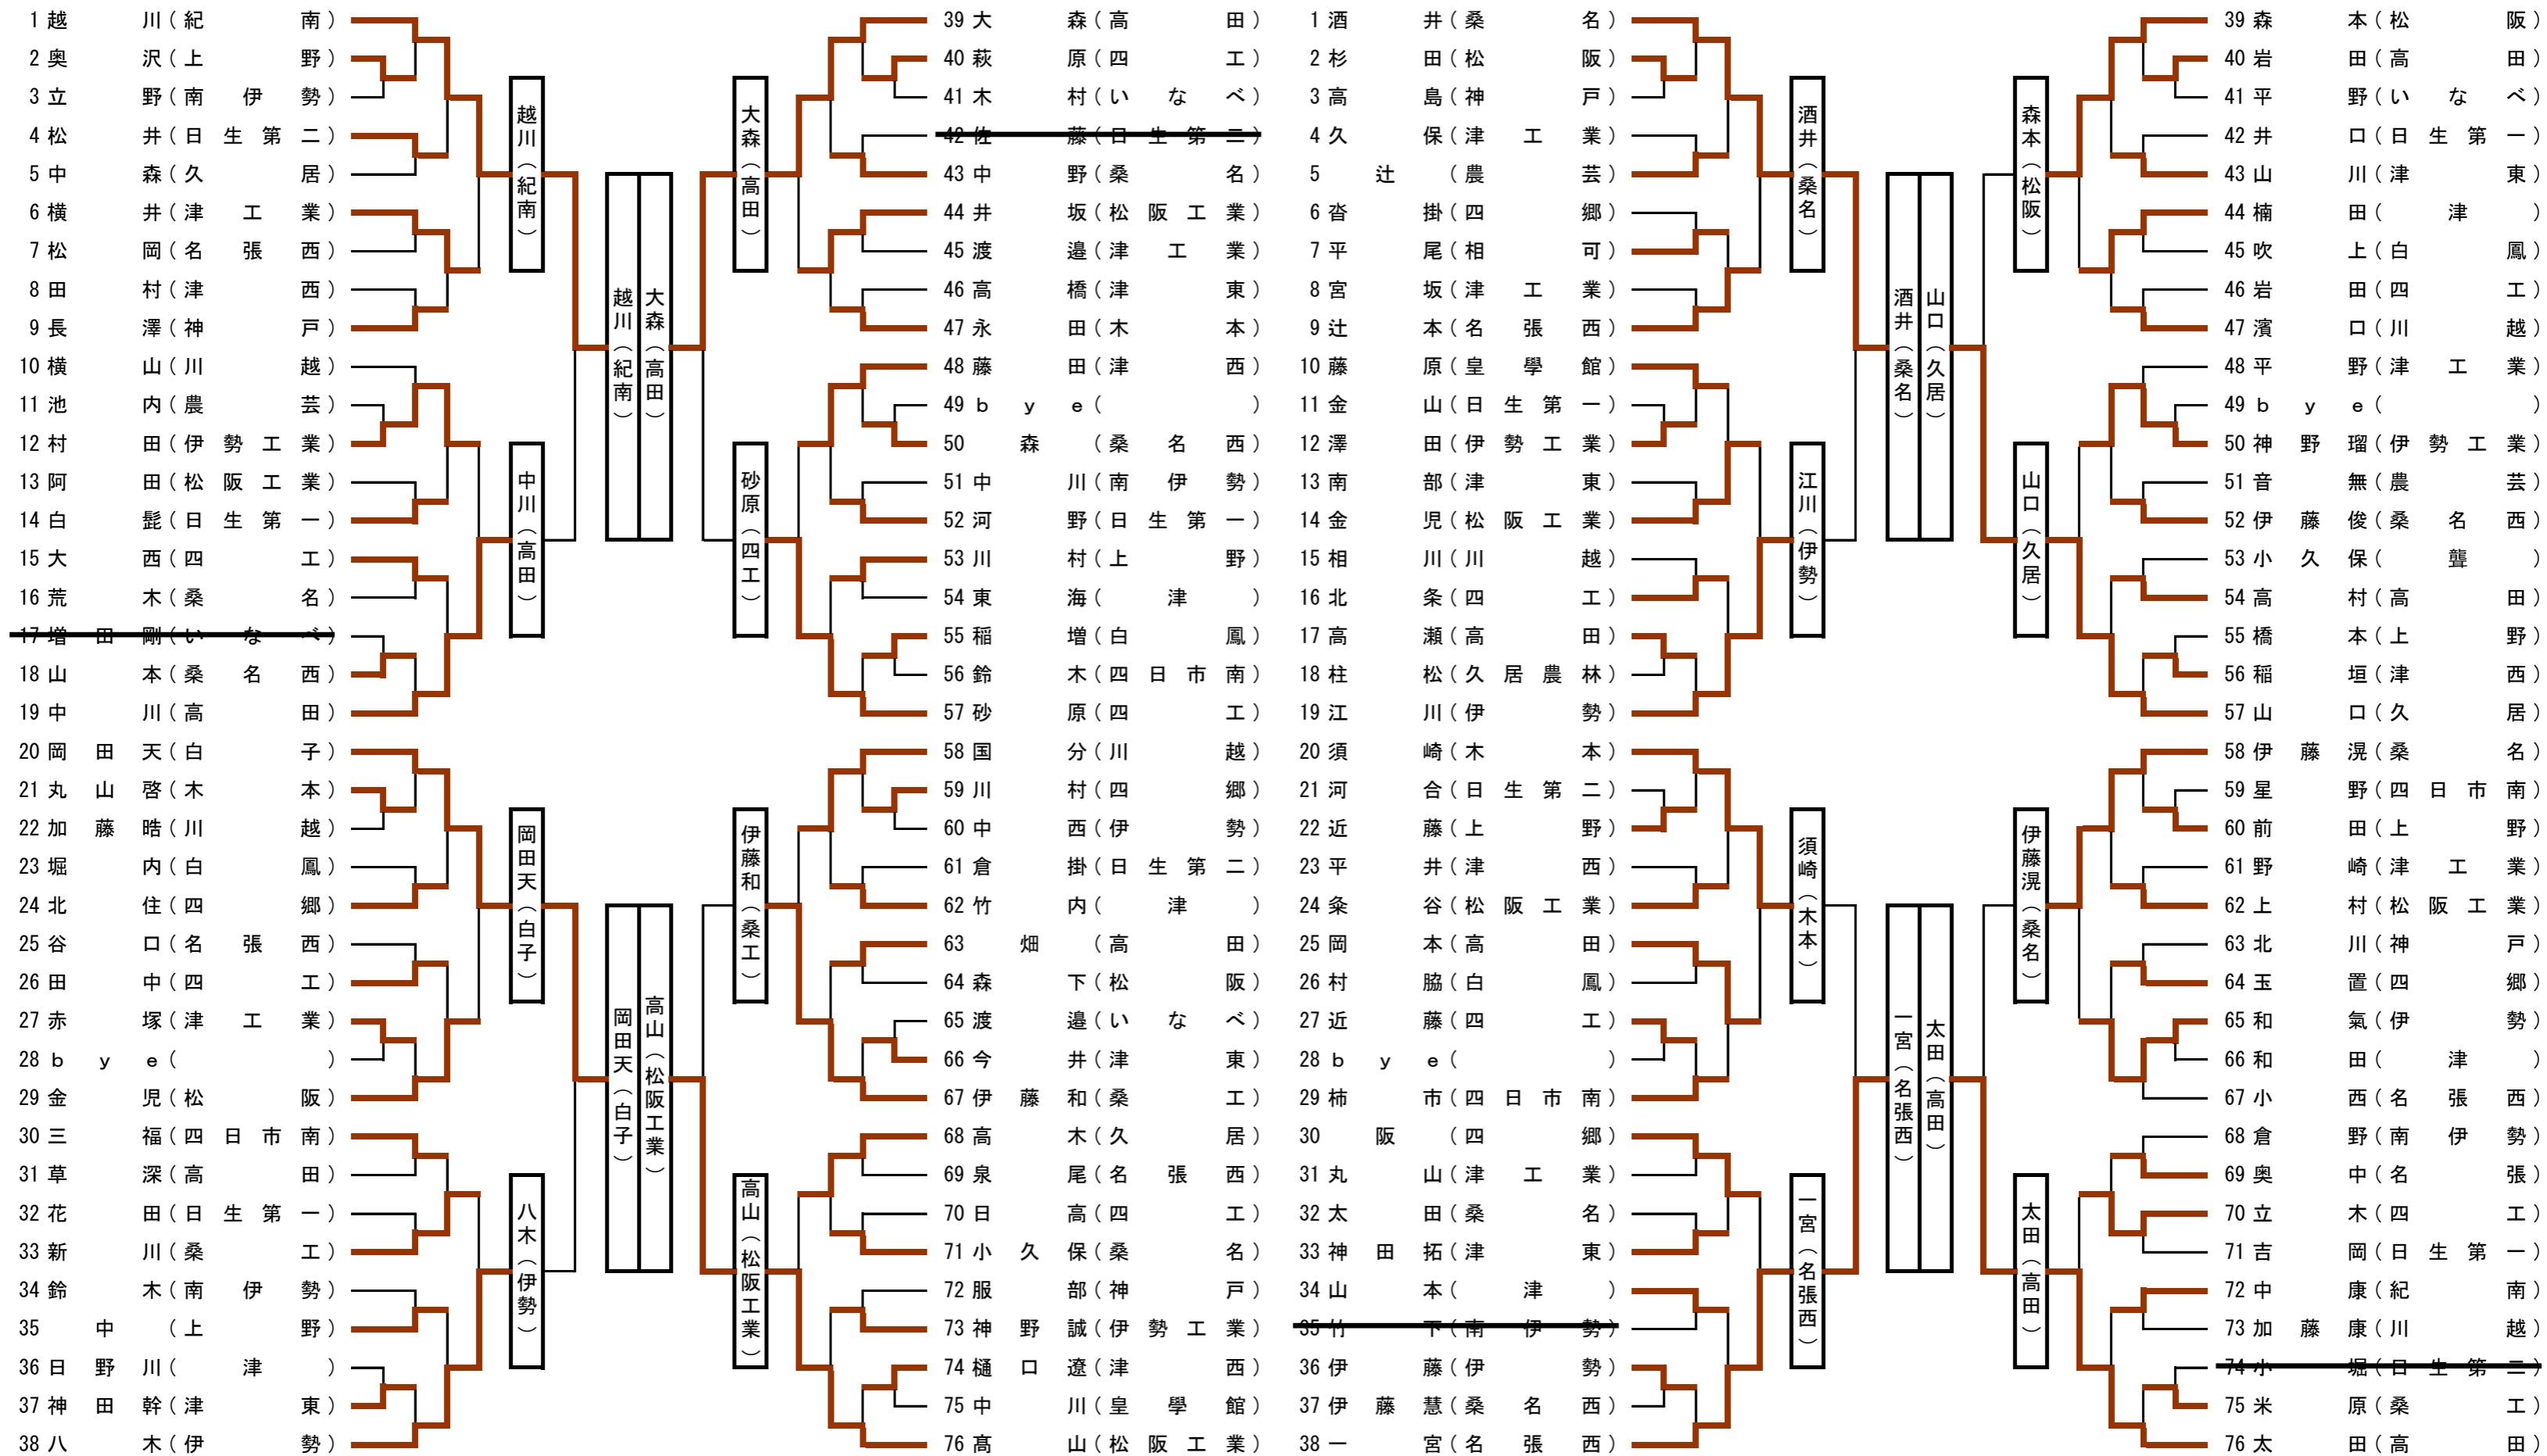 1 越川(紀南)
2 奥沢(上野)
3 立野(南伊勢)
4 松井(日生第二)
5 中森(久居)
6 横井(津工業)
7 松岡(名張西)
8 田村(津西)
9 長澤(神戸)
10 横山(川越)
11 池内(農芸)
12 村田(伊勢工業)
13 阿田(松阪工業)
14 白髭(日生第一)
15 大西(四工)
16 荒木(桑名)
17 増田剛(いなべ)
18 山本(桑名西)
19 中川(高田)
20 岡田天(白子)
21 丸山啓(木本)
22 加藤晧(川越)
23 堀内(白鳳)
24 北住(四郷)
25 谷口(名張西)
26 田中(四工)
27 赤塚(津工業)
28 bye( )
29 金児(松阪)
30 三福(四日市南)
31 草深(高田)
32 花田(日生第一)
33 新川(桑工)
34 鈴木(南伊勢)
35 中(上野)
36 日野川(津)
37 神田幹(津東)
38 八木(伊勢)
越川(紀南)
中川(高田)
岡田天(白子)
八木(伊勢)
越川(紀南)
大森(高田)
岡田天(白子)
高山(松阪工業)
大森(高田)
砂原(四工)
伊藤和(桑工)
高山(松阪工業)
39 大森(高田)
40 萩原(四工)
41 木村(いなべ)
42 佐藤(日生第二)
43 中野(桑名)
44 井坂(松阪工業)
45 渡邉(津工業)
46 高橋(津東)
47 永田(木本)
48 藤田(津西)
49 bye( )
50 森(桑名西)
51 中川(南伊勢)
52 河野(日生第一)
53 川村(上野)
54 東海(津)
55 稲増(白鳳)
56 鈴木(四日市南)
57 砂原(四工)
58 国分(川越)
59 川村(四郷)
60 中西(伊勢)
61 倉掛(日生第二)
62 竹内(津)
63 畑(高田)
64 森下(松阪)
65 渡邉(いなべ)
66 今井(津東)
67 伊藤和(桑工)
68 高木(久居)
69 泉尾(名張西)
70 日高(四工)
71 小久保(桑名)
72 服部(神戸)
73 神野誠(伊勢工業)
74 樋口遼(津西)
75 中川(皇學館)
76 髙山(松阪工業)
1 酒井(桑名)
2 杉田(松阪)
3 高島(神戸)
4 久保(津工業)
5 辻(農芸)
6 沓掛(四郷)
7 平尾(相可)
8 宮坂(津工業)
9 辻本(名張西)
10 藤原(皇學館)
11 金山(日生第一)
12 澤田(伊勢工業)
13 南部(津東)
14 金児(松阪工業)
15 相川(川越)
16 北条(四工)
17 高瀬(高田)
18 柱松(久居農林)
19 江川(伊勢)
20 須崎(木本)
21 河合(日生第二)
22 近藤(上野)
23 平井(津西)
24 粂谷(松阪工業)
25 岡本(高田)
26 村脇(白鳳)
27 近藤(四工)
28 bye( )
29 柿市(四日市南)
30 阪(四郷)
31 丸山(津工業)
32 太田(桑名)
33 神田拓(津東)
34 山本(津)
35 竹下(南伊勢)
36 伊藤(伊勢)
37 伊藤慧(桑名西)
38 一宮(名張西)
酒井(桑名)
江川(伊勢)
須崎(木本)
一宮(名張西)
酒井(桑名)
山口(久居)
一宮(名張西)
太田(高田)
森本(松阪)
山口(久居)
伊藤滉(桑名)
太田(高田)
39 森本(松阪)
40 岩田(高田)
41 平野(いなべ)
42 井口(日生第一)
43 山川(津東)
44 楠田(津)
45 吹上(白鳳)
46 岩田(四工)
47 濱口(川越)
48 平野(津工業)
49 bye( )
50 神野瑠(伊勢工業)
51 音無(農芸)
52 伊藤俊(桑名西)
53 小久保(聾)
54 高村(高田)
55 橋本(上野)
56 稲垣(津西)
57 山口(久居)
58 伊藤滉(桑名)
59 星野(四日市南)
60 前田(上野)
61 野崎(津工業)
62 上村(松阪工業)
63 北川(神戸)
64 玉置(四郷)
65 和氣(伊勢)
66 和田(津)
67 小西(名張西)
68 倉野(南伊勢)
69 奥中(名張)
70 立木(四工)
71 吉岡(日生第一)
72 中康(紀南)
73 加藤康(川越)
74 小堀(日生第二)
75 米原(桑工)
76 太田(高田)